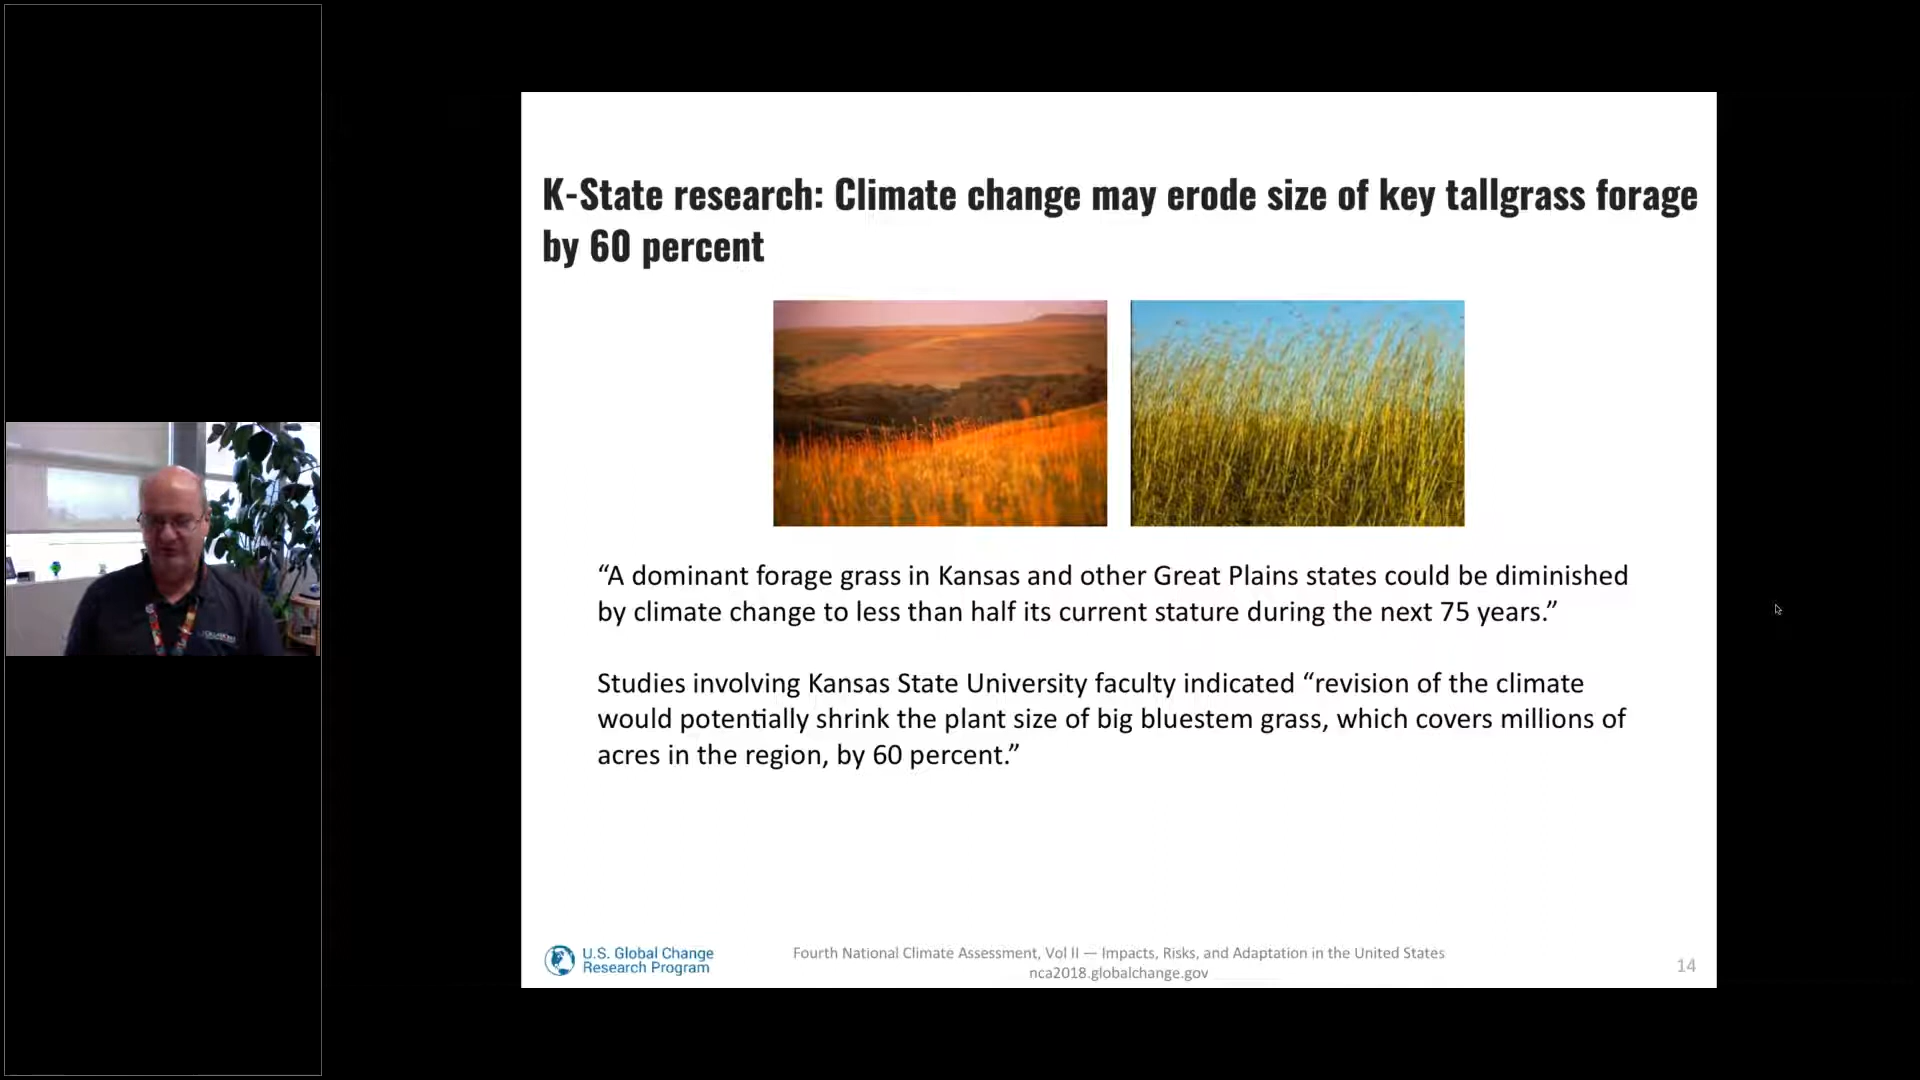 K-State research: Climate change may erode size of key tallgrass forage
by 60 percent
“A dominant forage grass in Kansas and other Great Plains states could be diminished
by climate change to less than half its current stature during the next 75 years.”
Studies involving Kansas State University faculty indicated “revision of the climate
would potentially shrink the plant size of big bluestem grass, which covers millions of
acres in the region, by 60 percent.”
U.S. Global Change
Research Program
Fourth National Climate Assessment, Vol II — Impacts, Risks, and Adaptation in the United States
nca2018.globalchange.gov
14